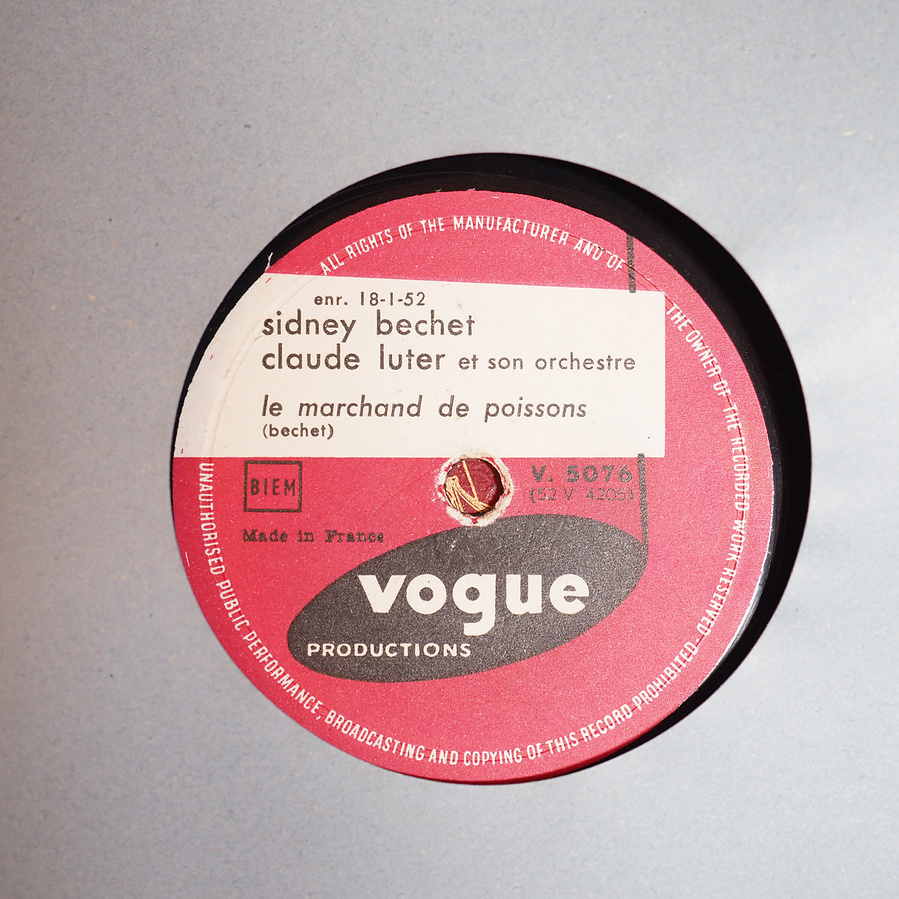 ALL RIGHTS OF THE MANUFACTURER AND OF THE OWNER OF THE RECORDED WORK RESERVED - UNAUTHORISED PUBLIC PERFORMANCE, BROADCASTING AND COPYING OF THIS RECORD PROHIBITED -
enr. 18-1-52
sidney bechet
claude luter et son orchestre
le marchand de poissons
(bechet)
BIEM
V. 5076
(52 V 4205)
Made in France
vogue
PRODUCTIONS